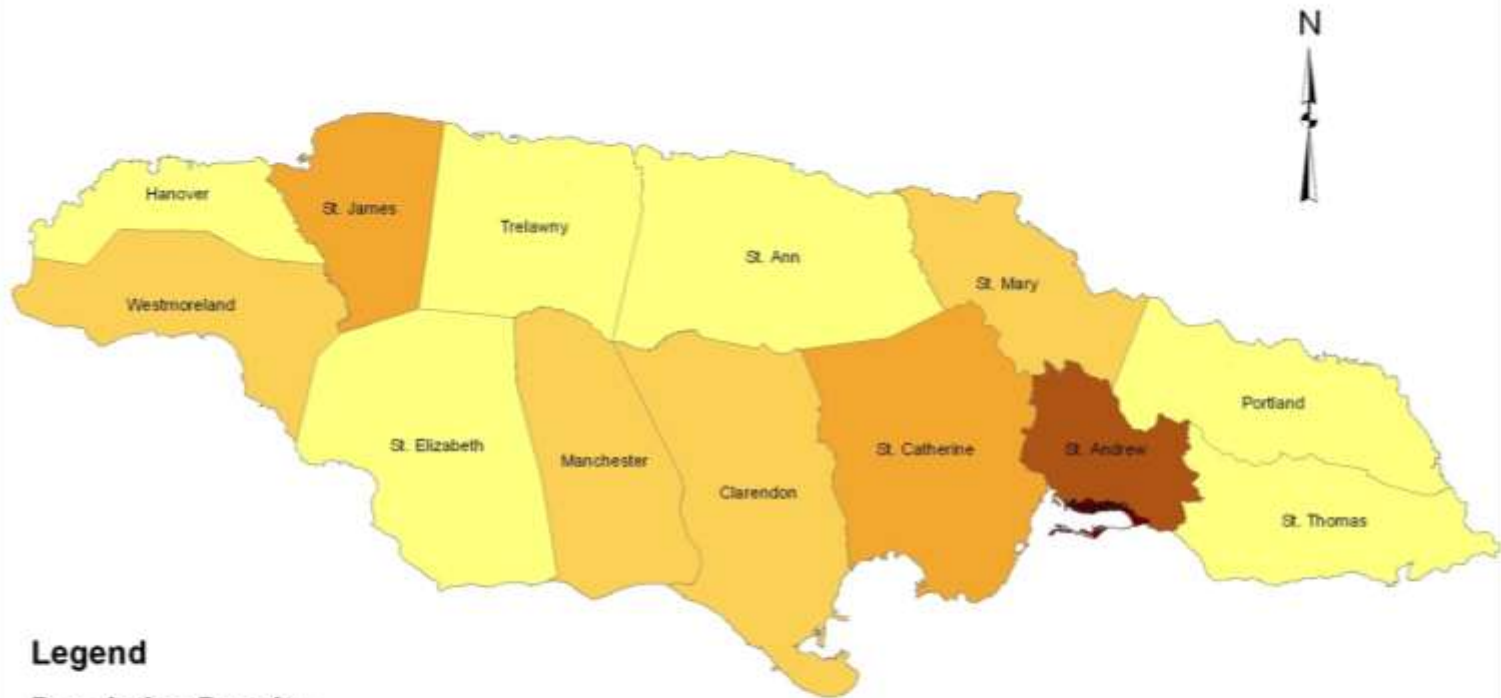 N
Hanover
St. James
Trelawny
St. Ann
St. Mary
Westmoreland
Portland
St. Elizabeth
Manchester
Clarendon
St. Catherine
St. Andrew
St. Thomas
Legend